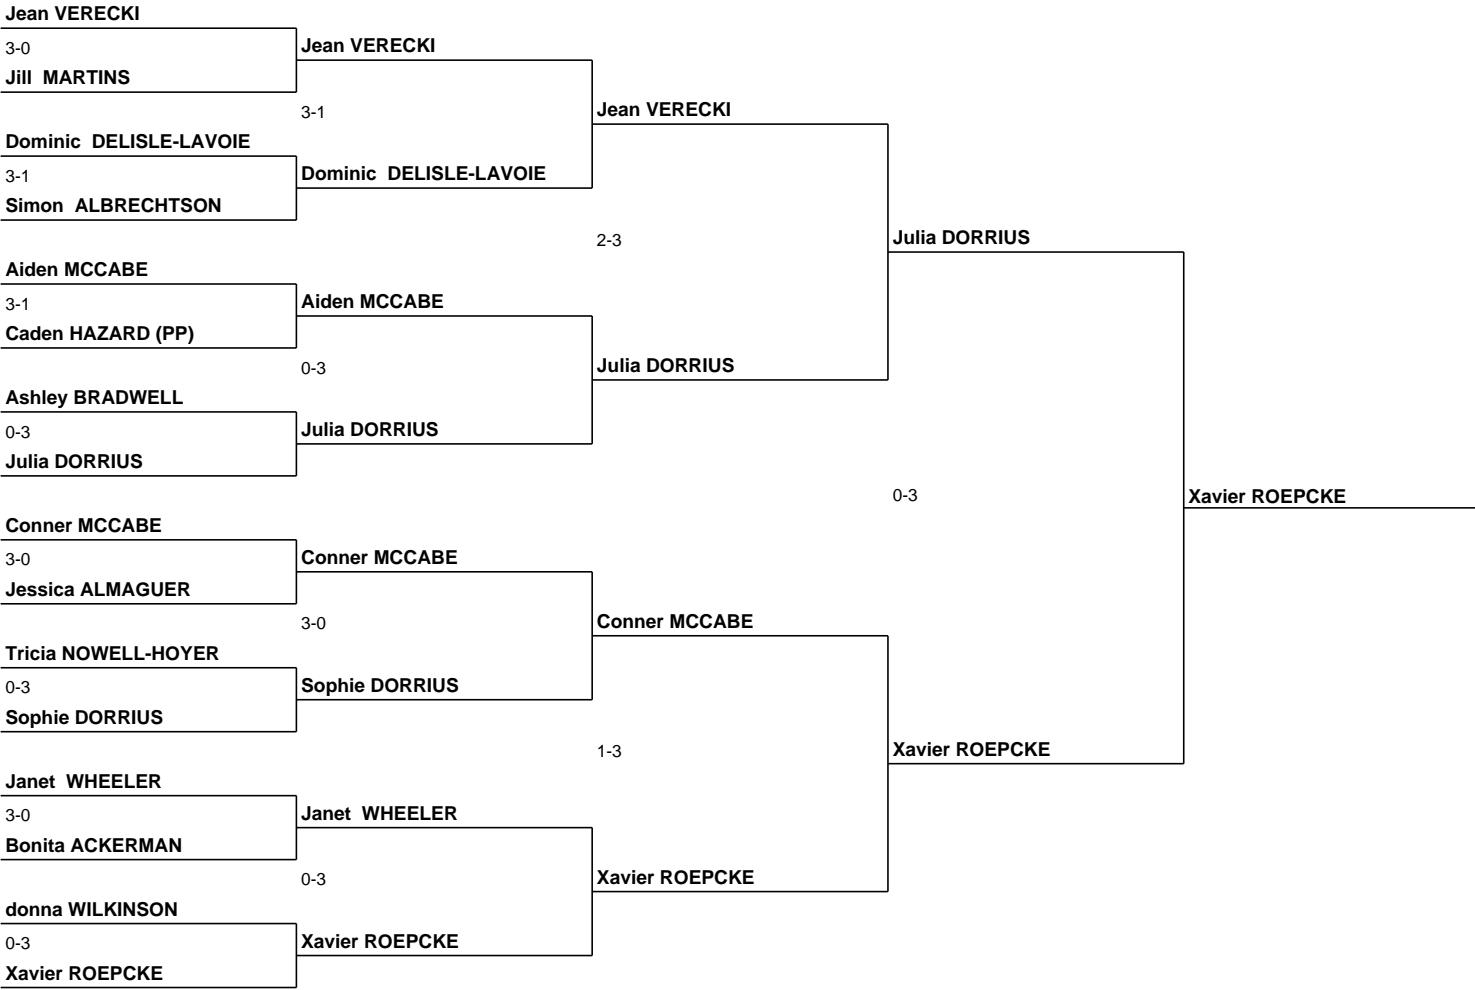 Jean VERECKI
3-0
Jill  MARTINS
Dominic  DELISLE-LAVOIE
3-1
Simon  ALBRECHTSON
Aiden MCCABE
3-1
Caden HAZARD (PP)
Ashley BRADWELL
0-3
Julia DORRIUS
Conner MCCABE
3-0
Jessica ALMAGUER
Tricia NOWELL-HOYER
0-3
Sophie DORRIUS
Janet  WHEELER
3-0
Bonita ACKERMAN
donna WILKINSON
0-3
Xavier ROEPCKE
Jean VERECKI
3-1
Dominic  DELISLE-LAVOIE
Aiden MCCABE
0-3
Julia DORRIUS
Conner MCCABE
3-0
Sophie DORRIUS
Janet  WHEELER
0-3
Xavier ROEPCKE
Jean VERECKI
2-3
Julia DORRIUS
Conner MCCABE
1-3
Xavier ROEPCKE
Julia DORRIUS
0-3
Xavier ROEPCKE
Xavier ROEPCKE